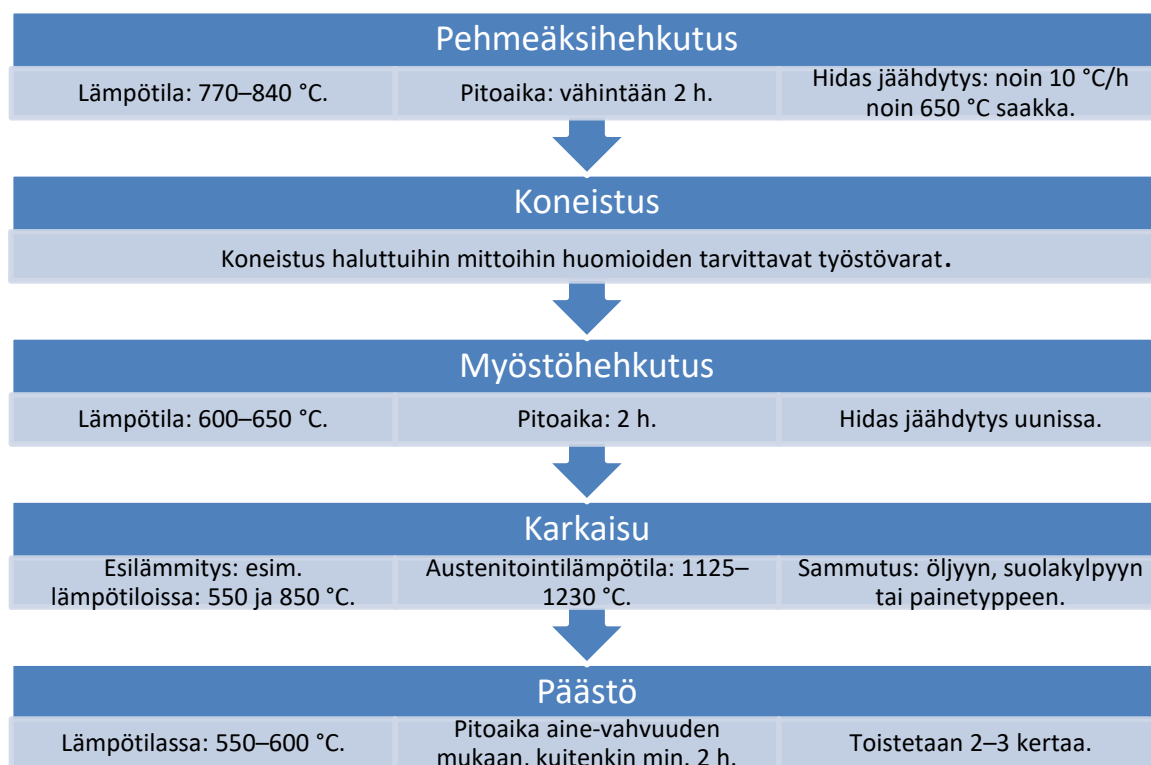 Pehmeäksihehkutus
Lämpötila: 770–840 °C.
Pitoaika: vähintään 2 h.
Hidas jäähdytys: noin 10 °C/h
noin 650 °C saakka.
Koneistus
Koneistus haluttuihin mittoihin huomioiden tarvittavat työstövarat.
Myöstöhehkutus
Lämpötila: 600–650 °C.
Pitoaika: 2 h.
Hidas jäähdytys uunissa.
Karkaisu
Esilämmitys: esim.
lämpötiloissa: 550 ja 850 °C.
Austenitointilämpötila: 1125–
1230 °C.
Sammutus: öljyyn, suolakylpyyn
tai painetyppeen.
Päästö
Lämpötilassa: 550–600 °C.
Pitoaika aine-vahvuuden
mukaan, kuitenkin min. 2 h.
Toistetaan 2–3 kertaa.